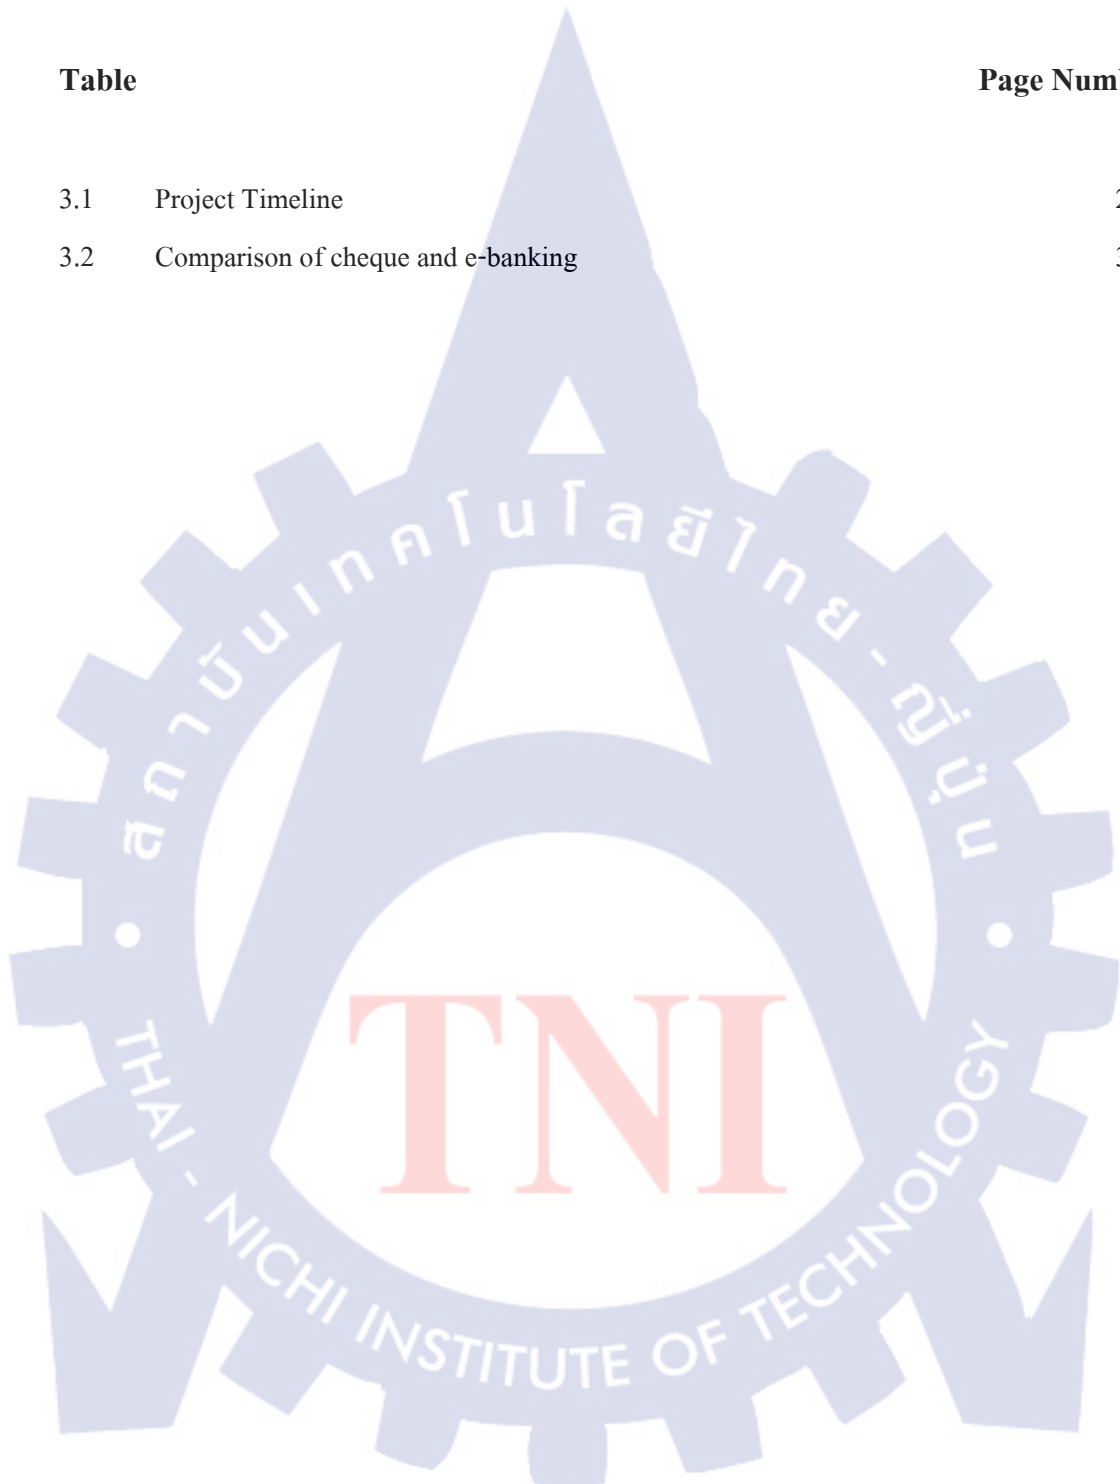 Table Page Num
3.1 Project Timeline
3.2 Comparison of cheque and e-banking
สถาบันเทคโนโลยีไทย-ญี่ปุ่น
TNI
THAI - NICHI INSTITUTE OF TECHNOLOGY